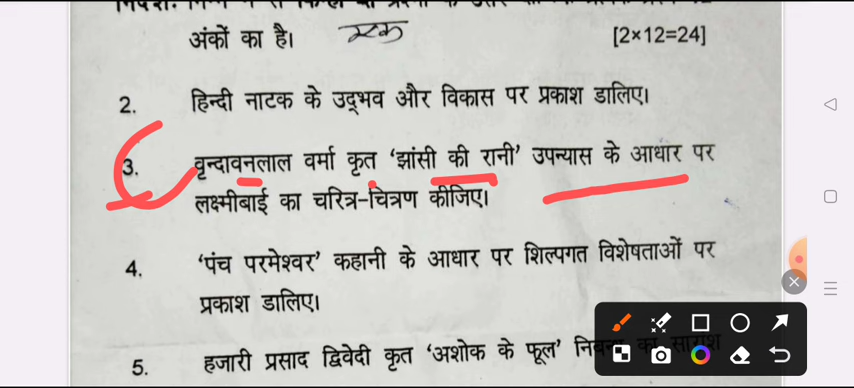 अंकों का है।
[2×12=24]
2. हिन्दी नाटक के उद्भव और विकास पर प्रकाश डालिए।
3. वृन्दावनलाल वर्मा कृत 'झांसी की रानी' उपन्यास के आधार पर
लक्ष्मीबाई का चरित्र-चित्रण कीजिए।
4. 'पंच परमेश्वर' कहानी के आधार पर शिल्पगत विशेषताओं पर
प्रकाश डालिए।
5. हजारी प्रसाद द्विवेदी कृत 'अशोक के फूल' का सारांश